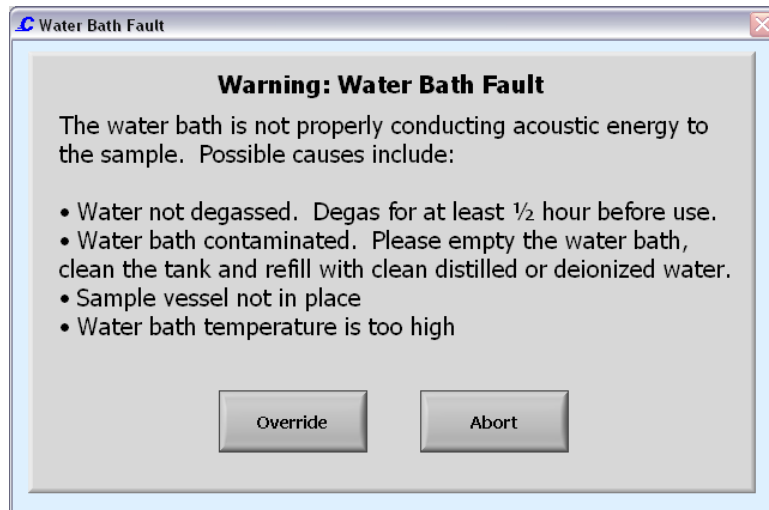 C Water Bath Fault
Warning: Water Bath Fault
The water bath is not properly conducting acoustic energy to
the sample.  Possible causes include:
• Water not degassed.  Degas for at least ½ hour before use.
• Water bath contaminated.  Please empty the water bath,
clean the tank and refill with clean distilled or deionized water.
• Sample vessel not in place
• Water bath temperature is too high
Override
Abort